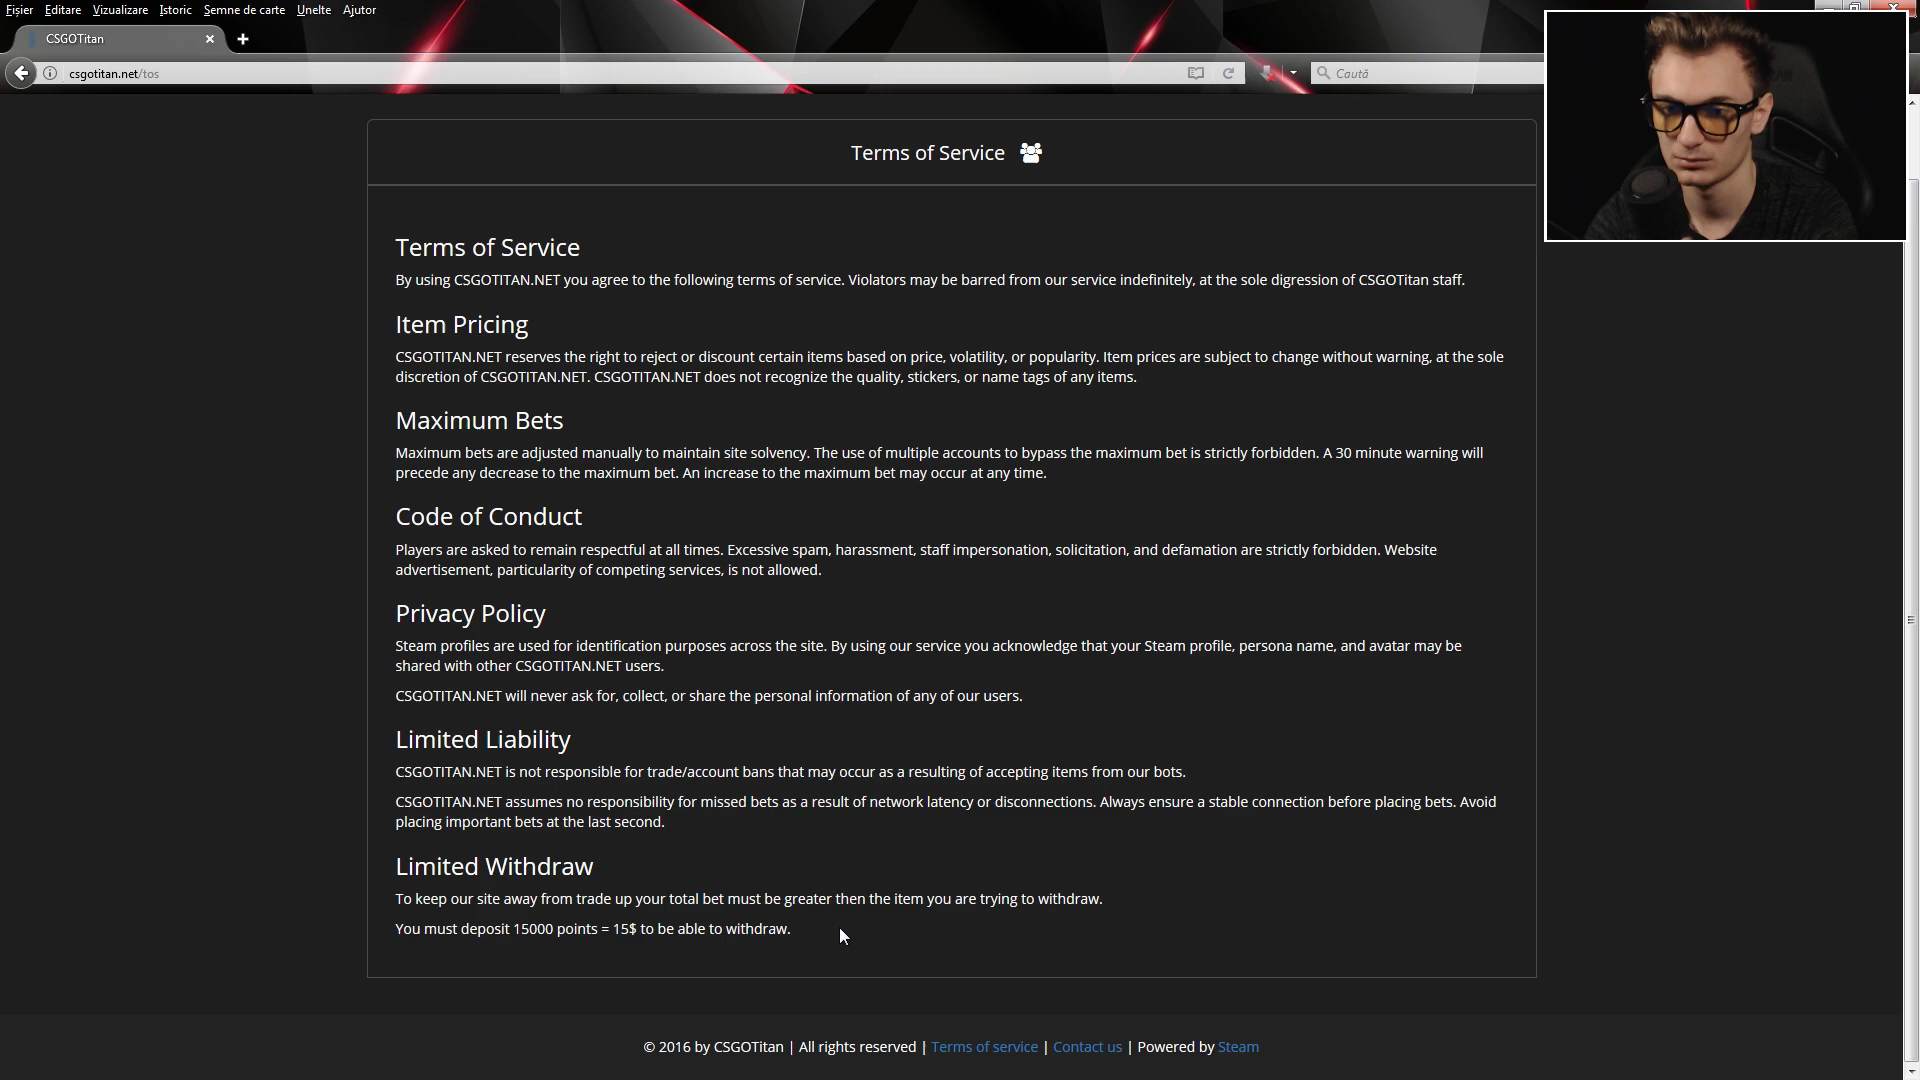 Fișier Editare Vizualizare Istoric Semne de carte Unelte Ajutor
CSGOTitan
csgotitan.net/tos
Caută
Terms of Service
Terms of Service
By using CSGOTITAN.NET you agree to the following terms of service. Violators may be barred from our service indefinitely, at the sole digression of CSGOTitan staff.
Item Pricing
CSGOTITAN.NET reserves the right to reject or discount certain items based on price, volatility, or popularity. Item prices are subject to change without warning, at the sole
discretion of CSGOTITAN.NET. CSGOTITAN.NET does not recognize the quality, stickers, or name tags of any items.
Maximum Bets
Maximum bets are adjusted manually to maintain site solvency. The use of multiple accounts to bypass the maximum bet is strictly forbidden. A 30 minute warning will
precede any decrease to the maximum bet. An increase to the maximum bet may occur at any time.
Code of Conduct
Players are asked to remain respectful at all times. Excessive spam, harassment, staff impersonation, solicitation, and defamation are strictly forbidden. Website
advertisement, particularity of competing services, is not allowed.
Privacy Policy
Steam profiles are used for identification purposes across the site. By using our service you acknowledge that your Steam profile, persona name, and avatar may be
shared with other CSGOTITAN.NET users.
CSGOTITAN.NET will never ask for, collect, or share the personal information of any of our users.
Limited Liability
CSGOTITAN.NET is not responsible for trade/account bans that may occur as a resulting of accepting items from our bots.
CSGOTITAN.NET assumes no responsibility for missed bets as a result of network latency or disconnections. Always ensure a stable connection before placing bets. Avoid
placing important bets at the last second.
Limited Withdraw
To keep our site away from trade up your total bet must be greater then the item you are trying to withdraw.
You must deposit 15000 points = 15$ to be able to withdraw.
© 2016 by CSGOTitan | All rights reserved | Terms of service | Contact us | Powered by Steam